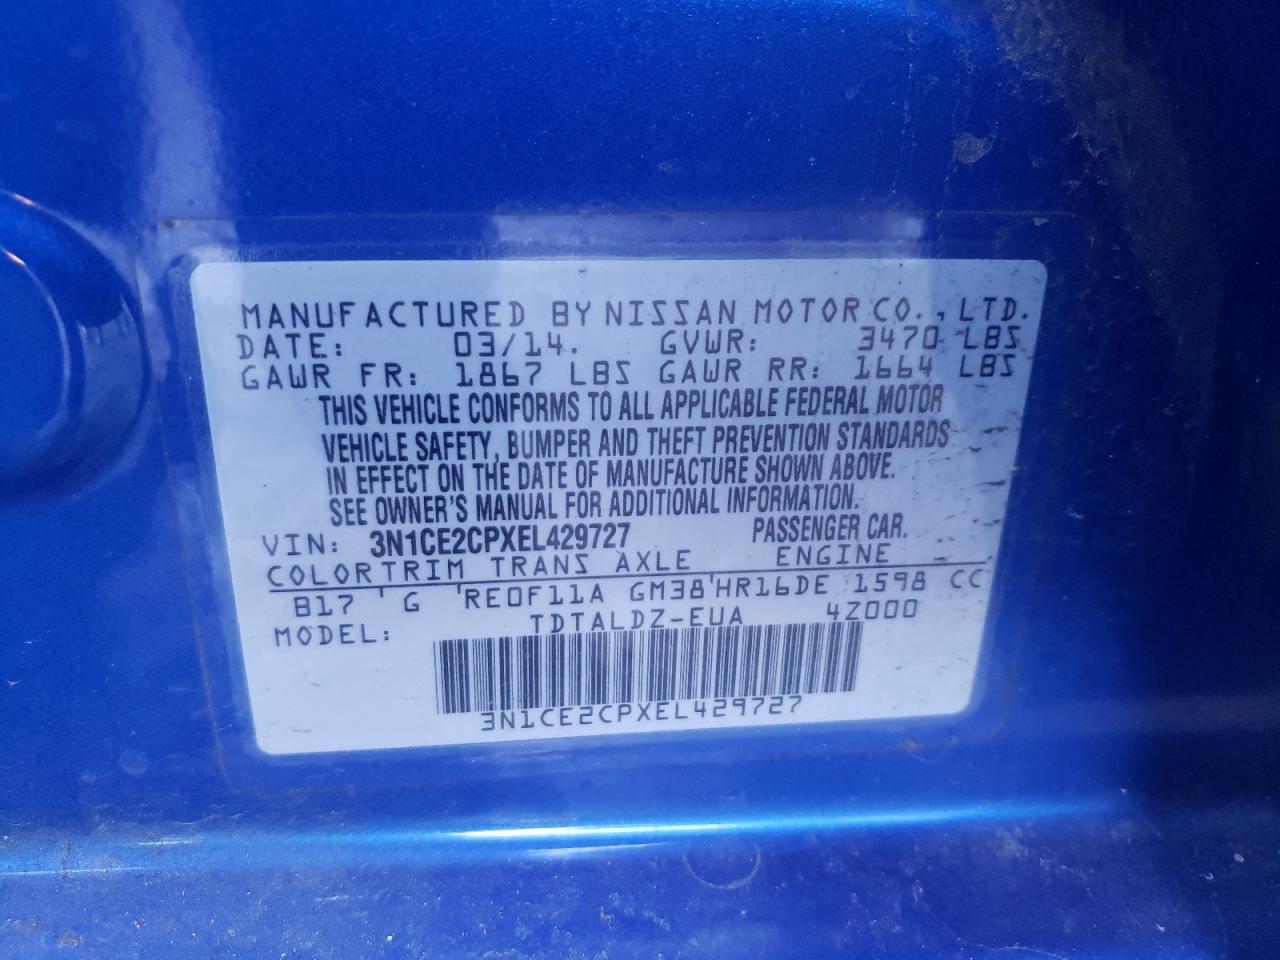 MANUFACTURED BY NISSAN MOTOR CO., LTD.
DATE: 03/14. GVWR: 3470 LBS
GAWR FR: 1867 LBS GAWR RR: 1664 LBS
THIS VEHICLE CONFORMS TO ALL APPLICABLE FEDERAL MOTOR
VEHICLE SAFETY, BUMPER AND THEFT PREVENTION STANDARDS
IN EFFECT ON THE DATE OF MANUFACTURE SHOWN ABOVE.
SEE OWNER'S MANUAL FOR ADDITIONAL INFORMATION.
VIN: 3N1CE2CPXEL429727 PASSENGER CAR.
COLORTRIM TRANS AXLE ENGINE
B17 ' G 'RE0F11A GM38'HR16DE 1598 CC
MODEL: TDTALDZ-EUA 4Z000
3N1CE2CPXEL429727